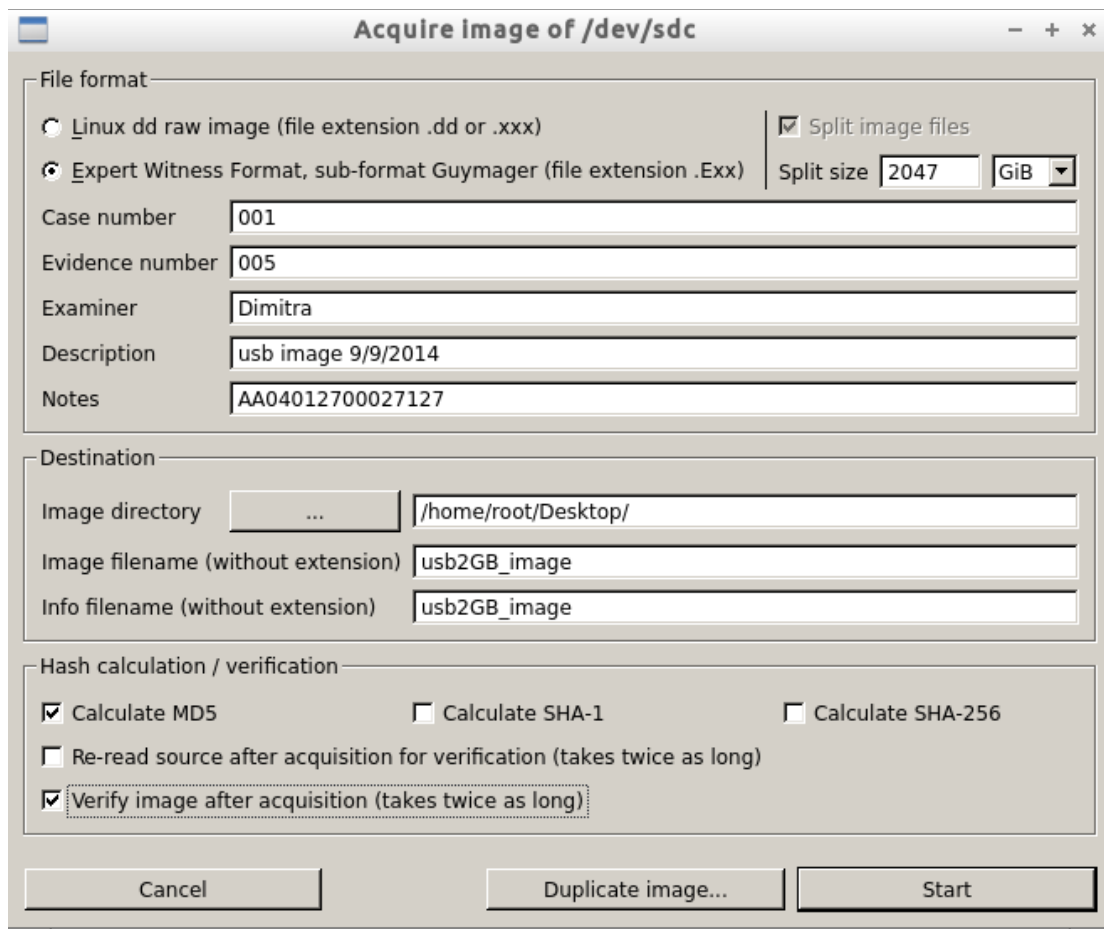 Acquire image of /dev/sdc
File format
Linux dd raw image (file extension .dd or .xxx)
Split image files
Expert Witness Format, sub-format Guymager (file extension .Exx)
Split size 2047 GiB
Case number 001
Evidence number 005
Examiner Dimitra
Description usb image 9/9/2014
Notes AA04012700027127
Destination
Image directory ... /home/root/Desktop/
Image filename (without extension) usb2GB_image
Info filename (without extension) usb2GB_image
Hash calculation / verification
Calculate MD5 Calculate SHA-1 Calculate SHA-256
Re-read source after acquisition for verification (takes twice as long)
Verify image after acquisition (takes twice as long)
Cancel Duplicate image... Start